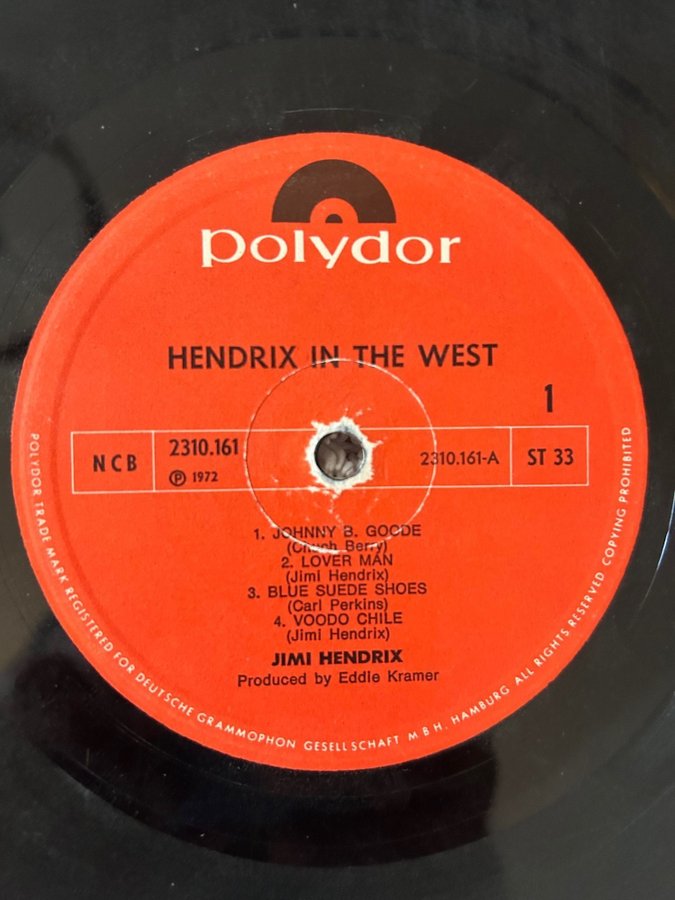 polydor
HENDRIX IN THE WEST
1
NCB
2310.161
℗ 1972
2310.161-A
ST 33
1. JOHNNY B. GOODE
(Chuck Berry)
2. LOVER MAN
(Jimi Hendrix)
3. BLUE SUEDE SHOES
(Carl Perkins)
4. VOODO CHILE
(Jimi Hendrix)
JIMI HENDRIX
Produced by Eddie Kramer
POLYDOR TRADE MARK REGISTERED FOR DEUTSCHE GRAMMOPHON GESELLSCHAFT M B H. HAMBURG ALL RIGHTS RESERVED COPYING PROHIBITED